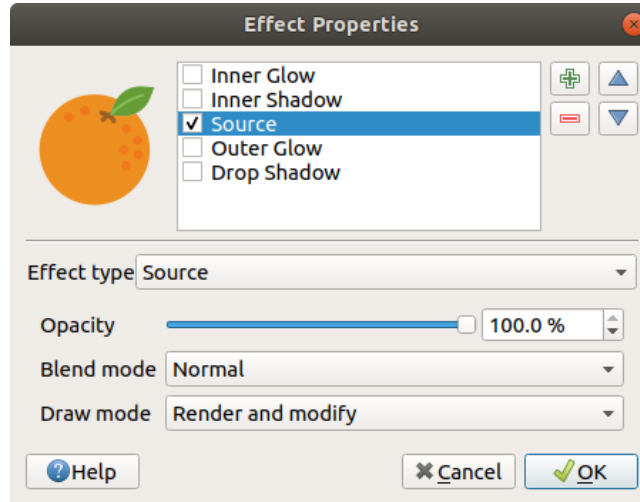 Effect Properties
Inner Glow
Inner Shadow
Source
Outer Glow
Drop Shadow
Effect type Source
Opacity 100.0 %
Blend mode Normal
Draw mode Render and modify
Help Cancel OK